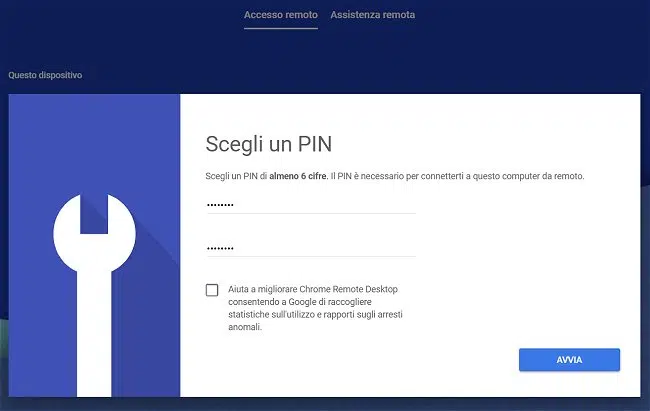 Accesso remoto Assistenza remota
Questo dispositivo
Scegli un PIN
Scegli un PIN di almeno 6 cifre. Il PIN è necessario per connetterti a questo computer da remoto.
••••••••
••••••••
Aiuta a migliorare Chrome Remote Desktop
consentendo a Google di raccogliere
statistiche sull'utilizzo e rapporti sugli arresti
anomali.
AVVIA